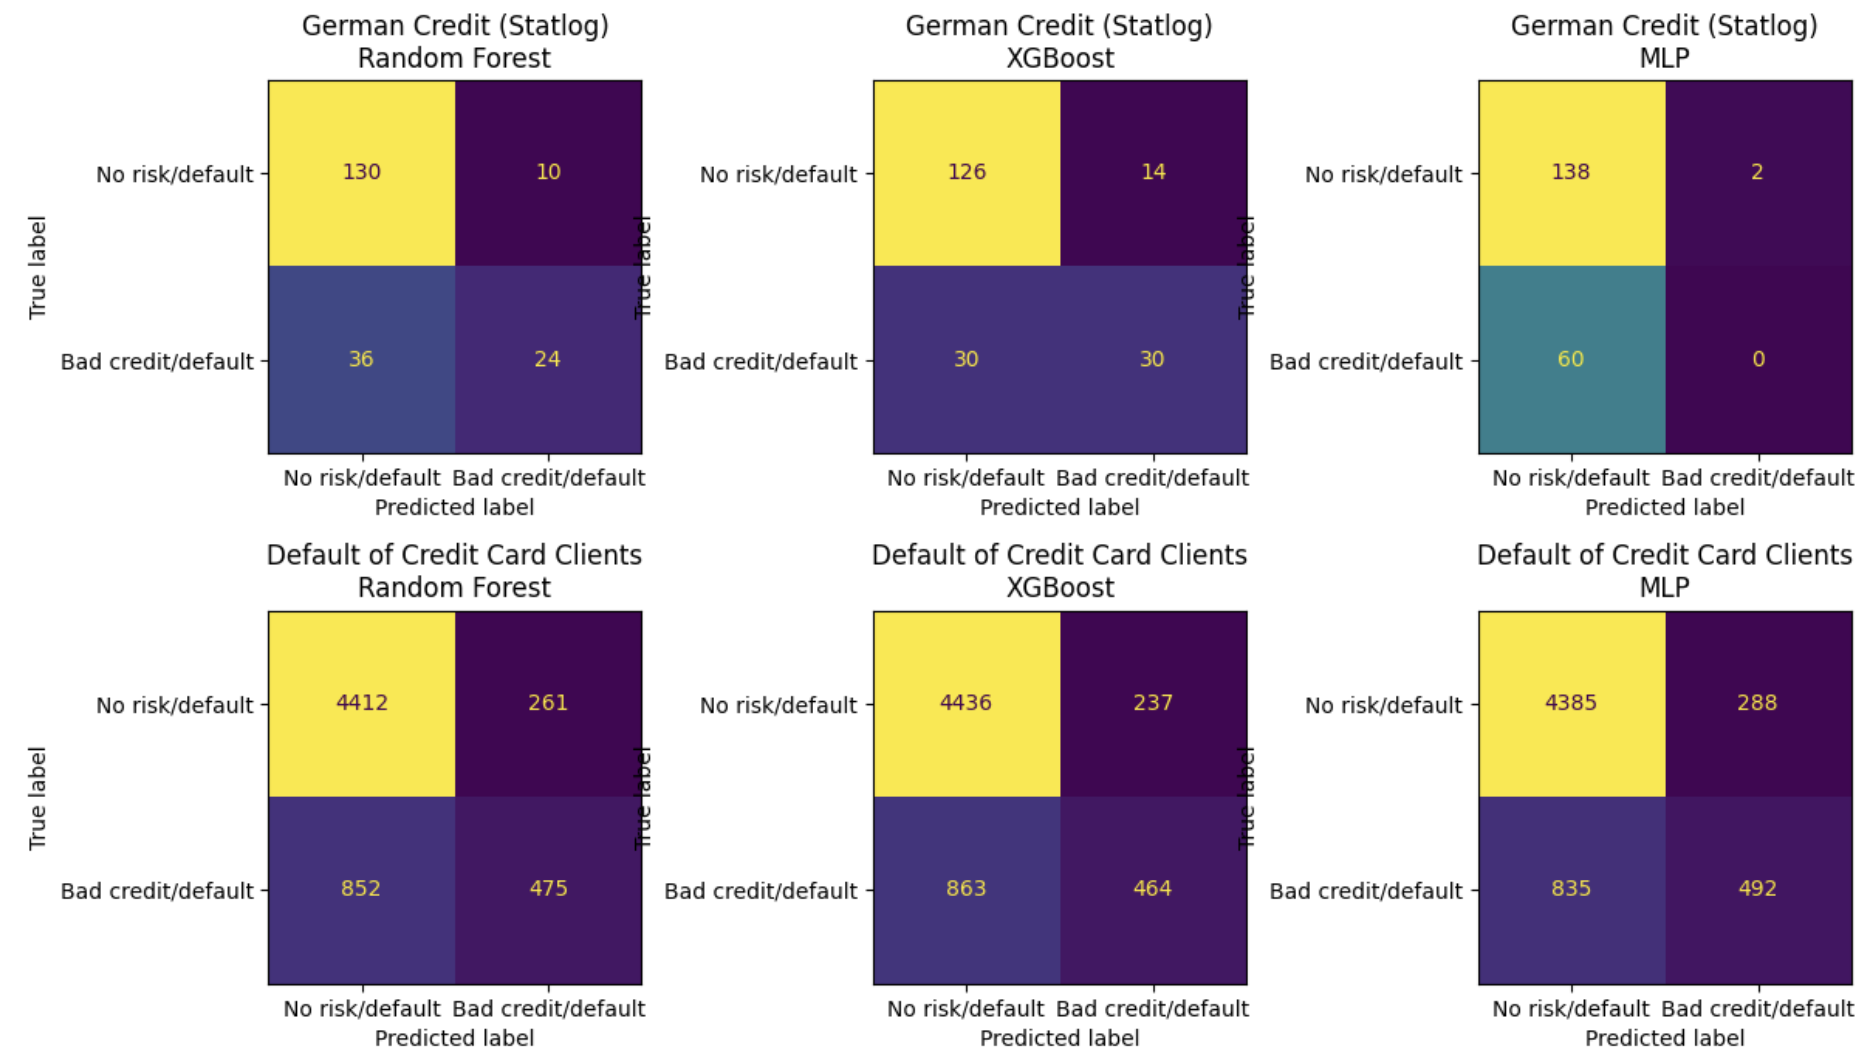 German Credit (Statlog)
Random Forest
No risk/default
130
10
True label
Bad credit/default
36
24
No risk/default
Bad credit/default
Predicted label
German Credit (Statlog)
XGBoost
No risk/default
126
14
True label
Bad credit/default
30
30
No risk/default
Bad credit/default
Predicted label
German Credit (Statlog)
MLP
No risk/default
138
2
True label
Bad credit/default
60
0
No risk/default
Bad credit/default
Predicted label
Default of Credit Card Clients
Random Forest
No risk/default
4412
261
True label
Bad credit/default
852
475
No risk/default
Bad credit/default
Predicted label
Default of Credit Card Clients
XGBoost
No risk/default
4436
237
True label
Bad credit/default
863
464
No risk/default
Bad credit/default
Predicted label
Default of Credit Card Clients
MLP
No risk/default
4385
288
True label
Bad credit/default
835
492
No risk/default
Bad credit/default
Predicted label